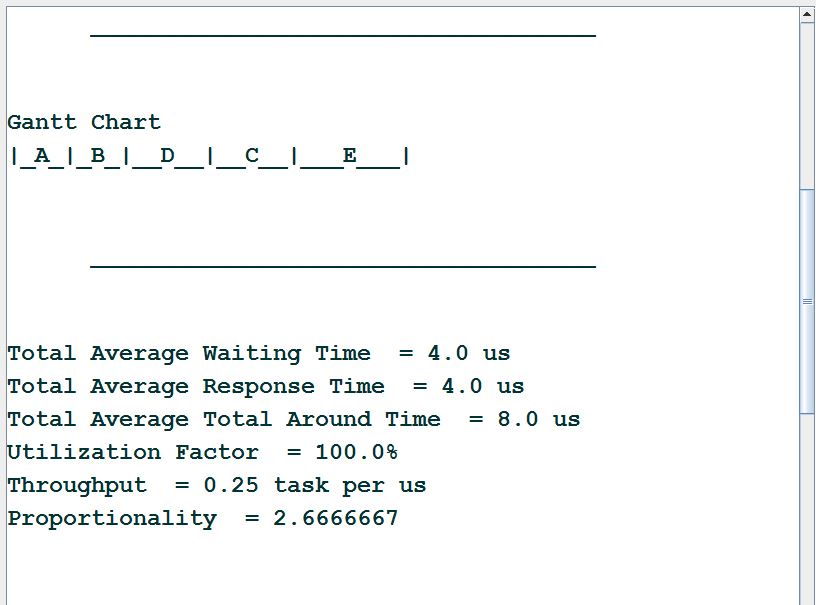 Gantt Chart
|_A_|_B_|__D__|__C__|___E___|
Total Average Waiting Time  = 4.0 us
Total Average Response Time  = 4.0 us
Total Average Total Around Time  = 8.0 us
Utilization Factor  = 100.0%
Throughput  = 0.25 task per us
Proportionality  = 2.6666667